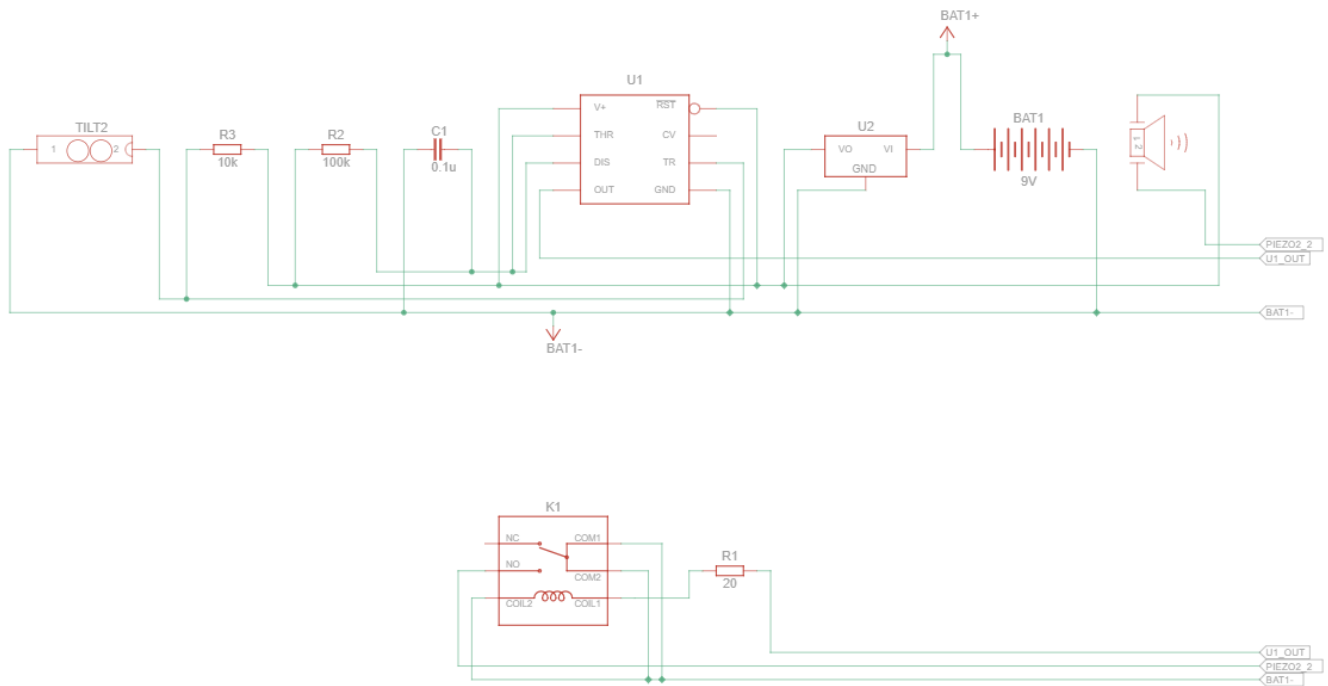 BAT1+
U1
TILT2
1 2
R3
10k
R2
100k
C1
0.1u
V+
THR
DIS
OUT
RST
CV
TR
GND
U2
VO VI
GND
BAT1
9V
1 2
PIEZO2_2
U1_OUT
BAT1-
BAT1-
K1
NC
NO
COIL2
COM1
COM2
COIL1
R1
20
U1_OUT
PIEZO2_2
BAT1-